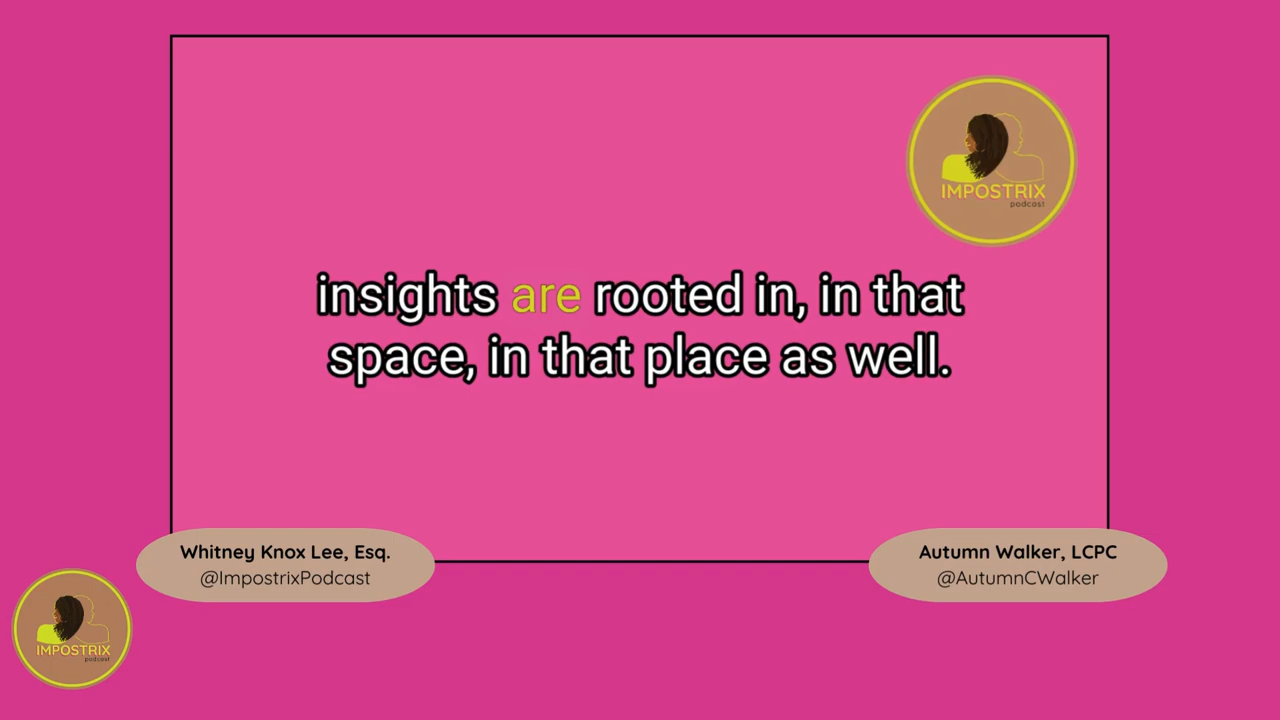 IMPOSTRIX
podcast
insights are rooted in, in that
space, in that place as well.
Whitney Knox Lee, Esq.
@ImpostrixPodcast
Autumn Walker, LCPC
@AutumnCWalker
IMPOSTRIX
podcast